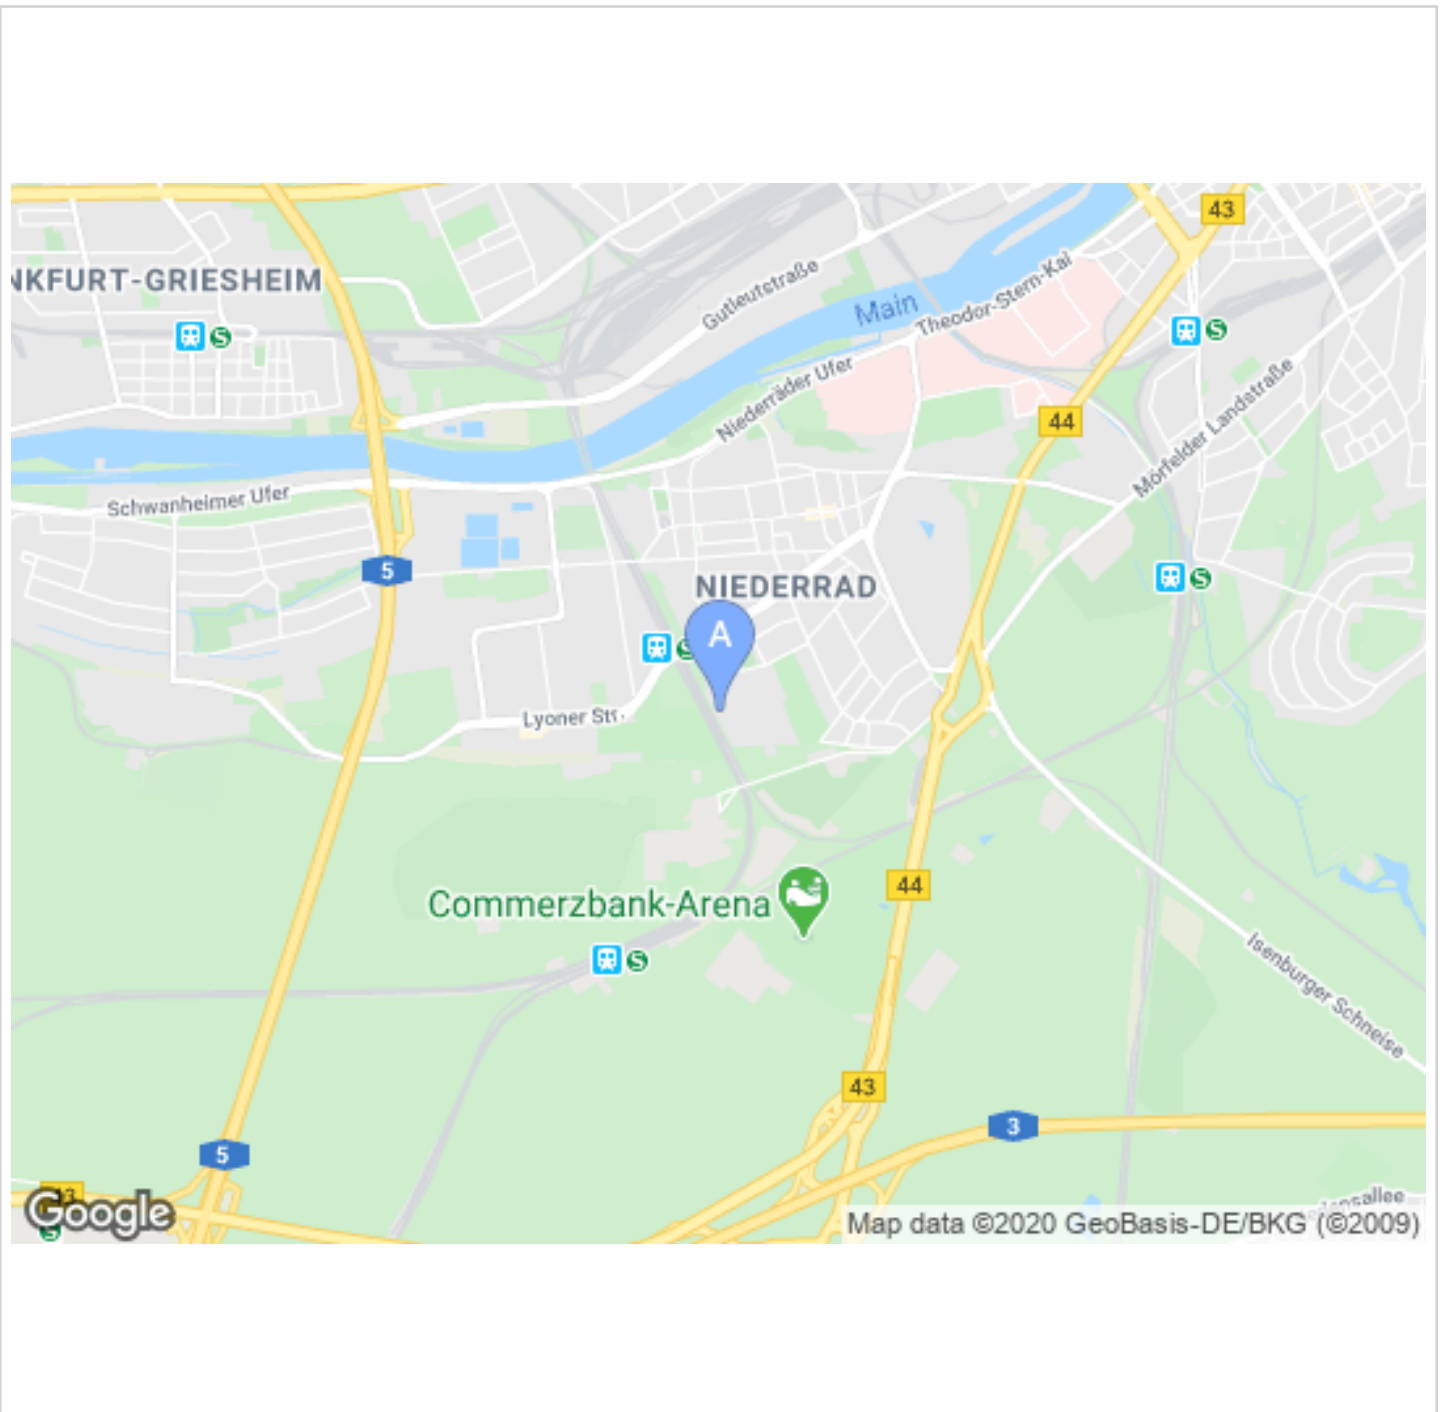 43
NKFURT-GRIESHEIM
Gutleutstraße
Main
Theodor-Stern-Kai
S
S
Niederräder Ufer
44
Mörfelder Landstraße
Schwanheimer Ufer
5
NIEDERRAD
S
A
S
Lyoner Str.
44
Commerzbank-Arena
S
Isenburger Schneise
43
3
5
43
Google
S
Map data ©2020 GeoBasis-DE/BKG (©2009)